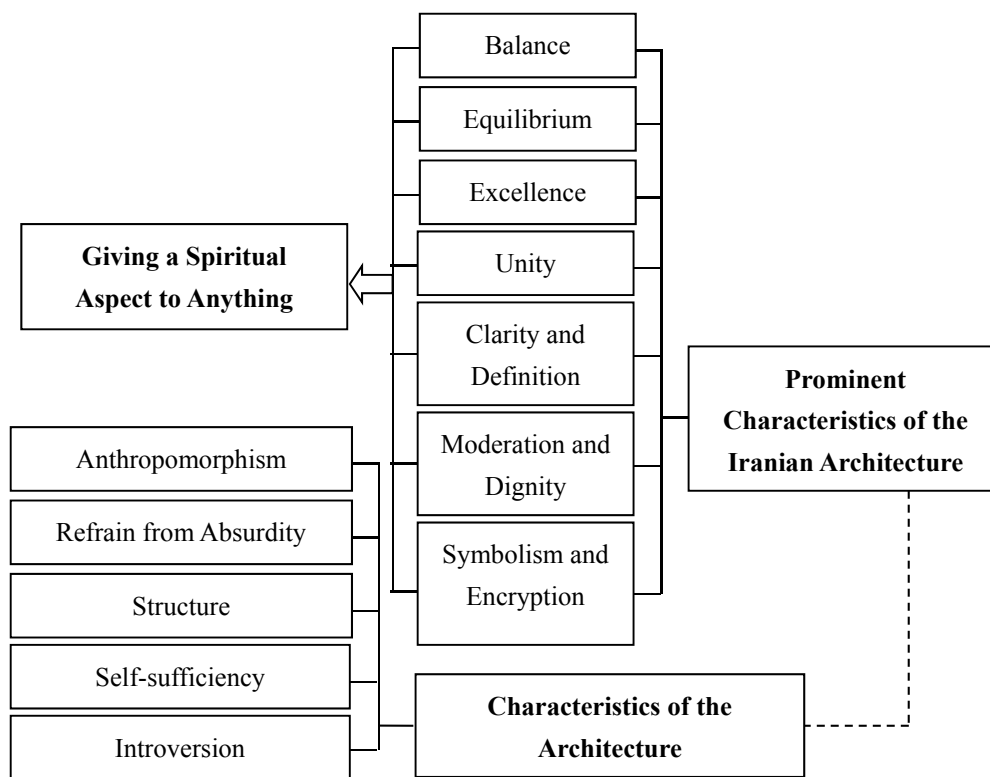 Balance
Equilibrium
Excellence
Unity
Clarity and
Definition
Moderation and
Dignity
Symbolism and
Encryption
Giving a Spiritual
Aspect to Anything
Prominent
Characteristics of the
Iranian Architecture
Anthropomorphism
Refrain from Absurdity
Structure
Self-sufficiency
Introversion
Characteristics of the
Architecture